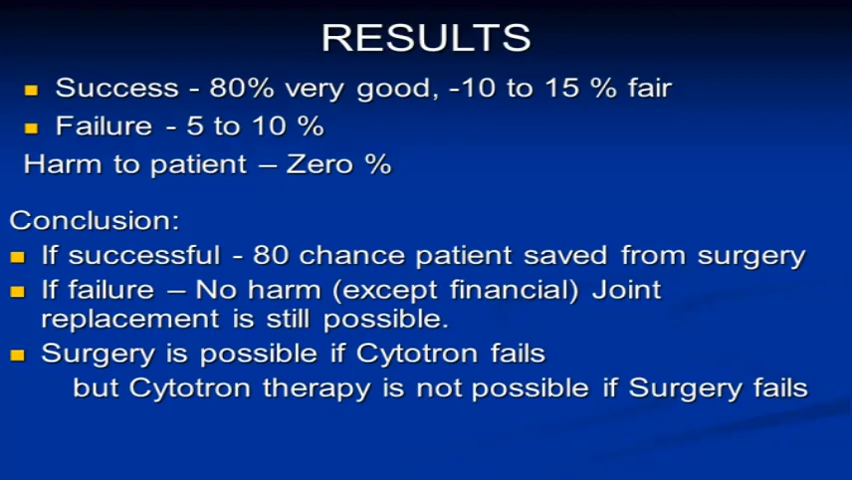 RESULTS
Success - 80% very good, -10 to 15 % fair
Failure - 5 to 10 %
Harm to patient – Zero %
Conclusion:
If successful - 80 chance patient saved from surgery
If failure – No harm (except financial) Joint
replacement is still possible.
Surgery is possible if Cytotron fails
but Cytotron therapy is not possible if Surgery fails